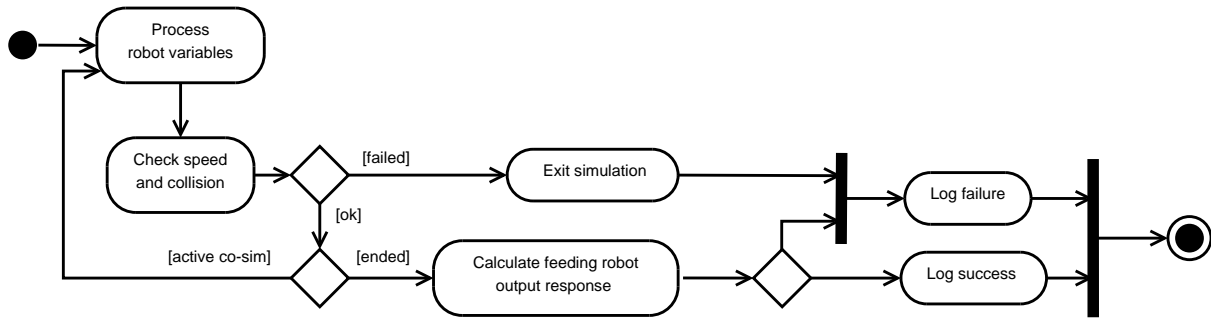 Process
robot variables
Check speed
and collision
[failed]
Exit simulation
Log failure
[ok]
[active co-sim]
[ended]
Calculate feeding robot
output response
Log success